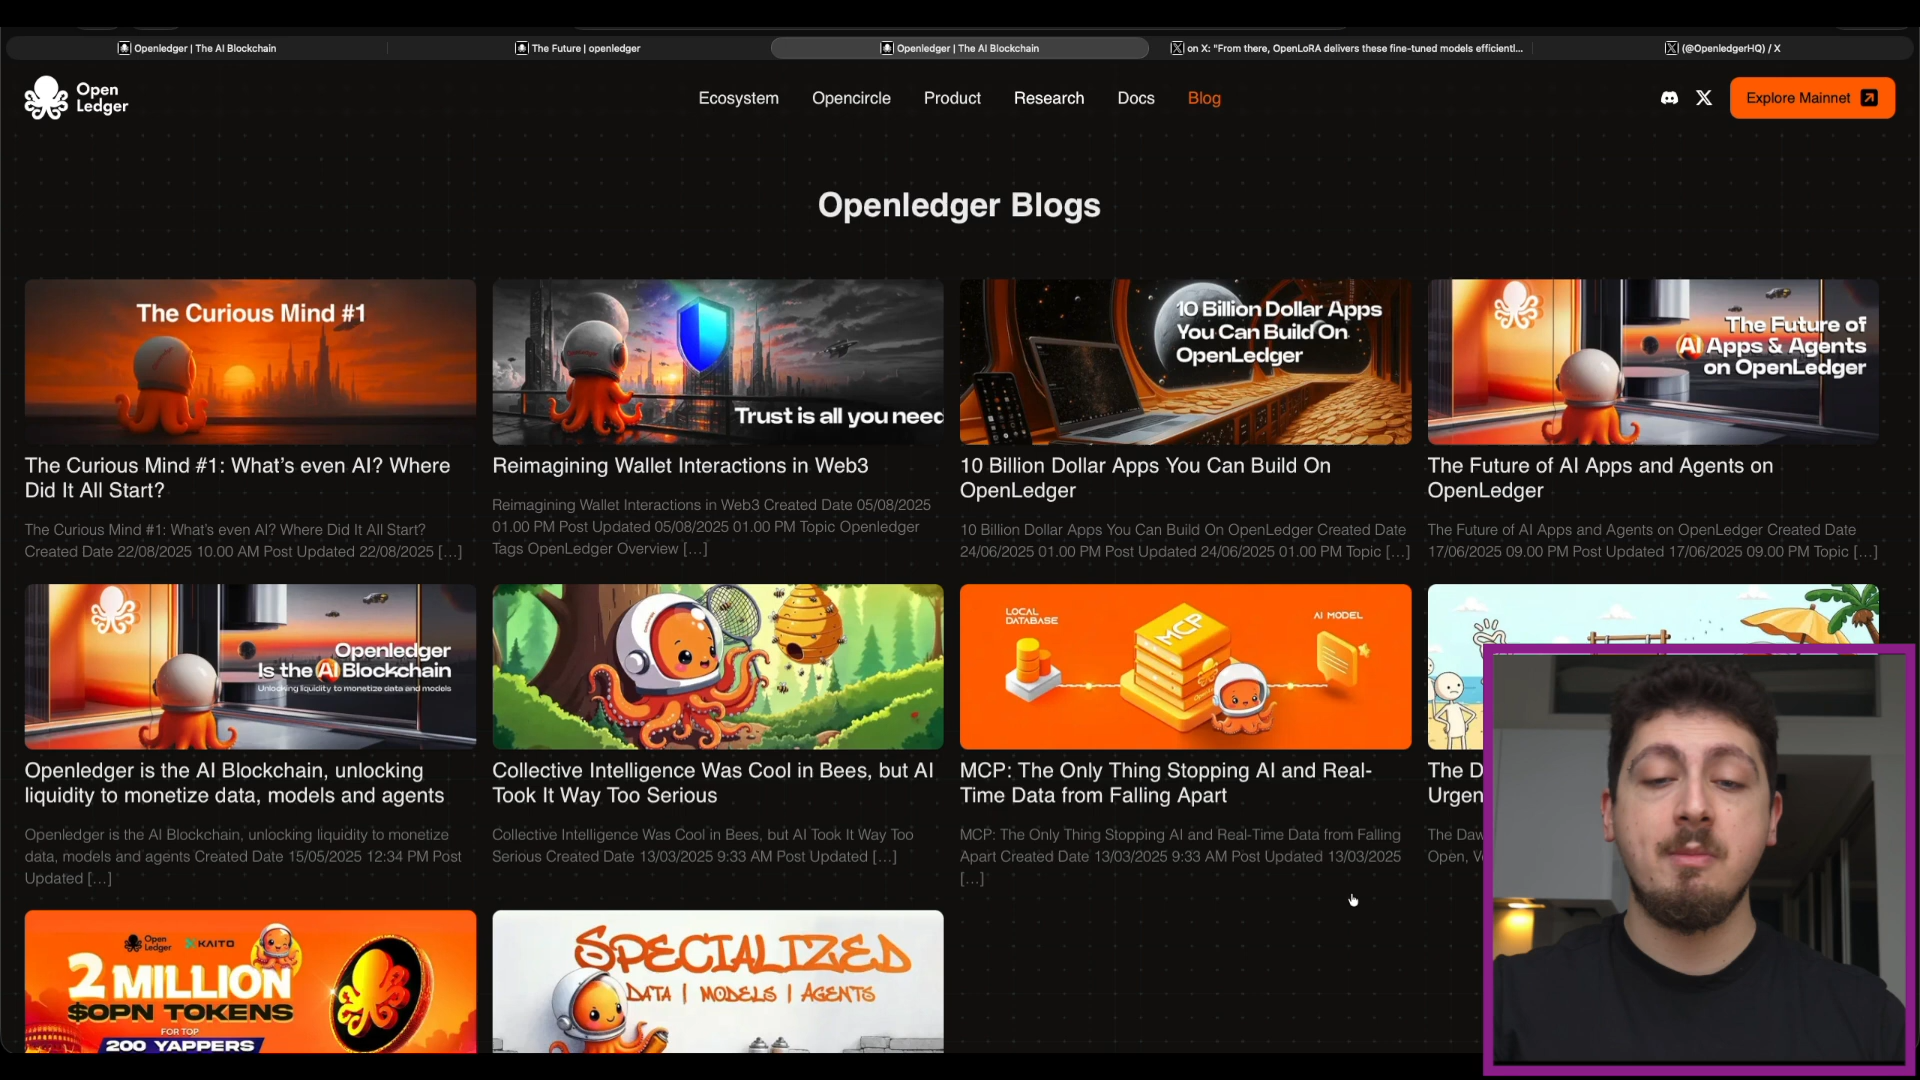 Openledger | The AI Blockchain
The Future | openledger
Openledger | The AI Blockchain
on X: "From there, OpenLoRA delivers these fine-tuned models efficientl...
(@OpenledgerHQ) / X
Open
Ledger
Ecosystem
Opencircle
Product
Research
Docs
Blog
Explore Mainnet
Openledger Blogs
The Curious Mind #1
Trust is all you need
10 Billion Dollar Apps
You Can Build On
OpenLedger
The Future of
AI Apps & Agents
on OpenLedger
The Curious Mind #1: What's even AI? Where
Did It All Start?
The Curious Mind #1: What's even AI? Where Did It All Start?
Created Date 22/08/2025 10.00 AM Post Updated 22/08/2025 [...]
Reimagining Wallet Interactions in Web3
Reimagining Wallet Interactions in Web3 Created Date 05/08/2025
01.00 PM Post Updated 05/08/2025 01.00 PM Topic Openledger
Tags OpenLedger Overview [...]
10 Billion Dollar Apps You Can Build On
OpenLedger
10 Billion Dollar Apps You Can Build On OpenLedger Created Date
24/06/2025 01.00 PM Post Updated 24/06/2025 01.00 PM Topic [...]
The Future of AI Apps and Agents on
OpenLedger
The Future of AI Apps and Agents on OpenLedger Created Date
17/06/2025 09.00 PM Post Updated 17/06/2025 09.00 PM Topic [...]
Openledger
Is the AI Blockchain
Unlocking liquidity to monetize data and models
LOCAL
DATABASE
MCP
AI MODEL
Openledger is the AI Blockchain, unlocking
liquidity to monetize data, models and agents
Openledger is the AI Blockchain, unlocking liquidity to monetize
data, models and agents Created Date 15/05/2025 12:34 PM Post
Updated [...]
Collective Intelligence Was Cool in Bees, but AI
Took It Way Too Serious
Collective Intelligence Was Cool in Bees, but AI Took It Way Too
Serious Created Date 13/03/2025 9:33 AM Post Updated [...]
MCP: The Only Thing Stopping AI and Real-
Time Data from Falling Apart
MCP: The Only Thing Stopping AI and Real-Time Data from Falling
Apart Created Date 13/03/2025 9:33 AM Post Updated 13/03/2025
[...]
The D
Urgen
The Daw
Open, V
Open
Ledger
KAITO
2 MILLION
$OPN TOKENS
FOR TOP
200 YAPPERS
SPECIALIZED
DATA | MODELS | AGENTS